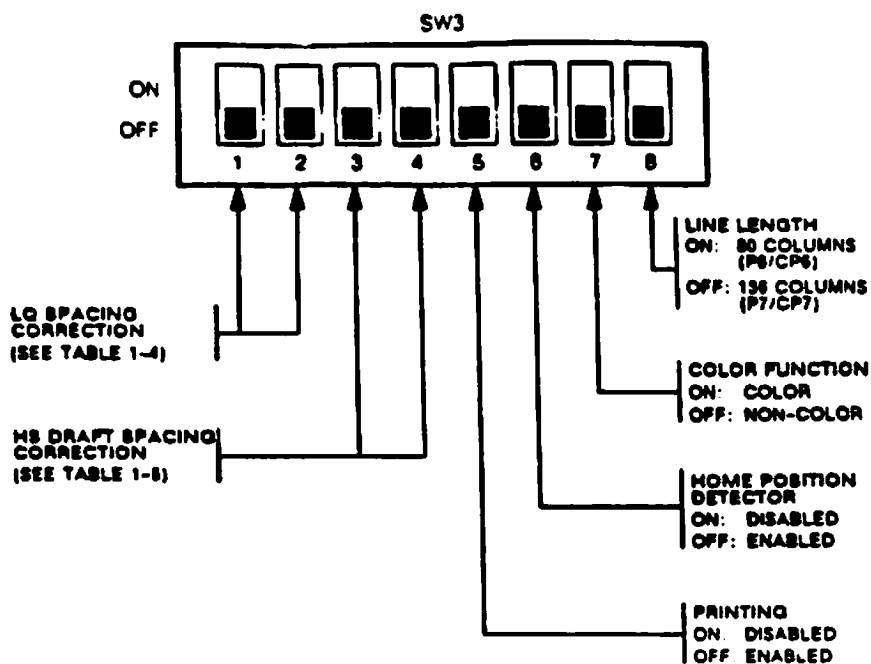 SW3
ON
OFF
1 2 3 4 5 6 7 8
LINE LENGTH
ON: 80 COLUMNS
(P6/CP6)
OFF: 136 COLUMNS
(P7/CP7)
LQ SPACING
CORRECTION
(SEE TABLE 1-4)
COLOR FUNCTION
ON: COLOR
OFF: NON-COLOR
HS DRAFT SPACING
CORRECTION
(SEE TABLE 1-5)
HOME POSITION
DETECTOR
ON: DISABLED
OFF: ENABLED
PRINTING
ON: DISABLED
OFF: ENABLED